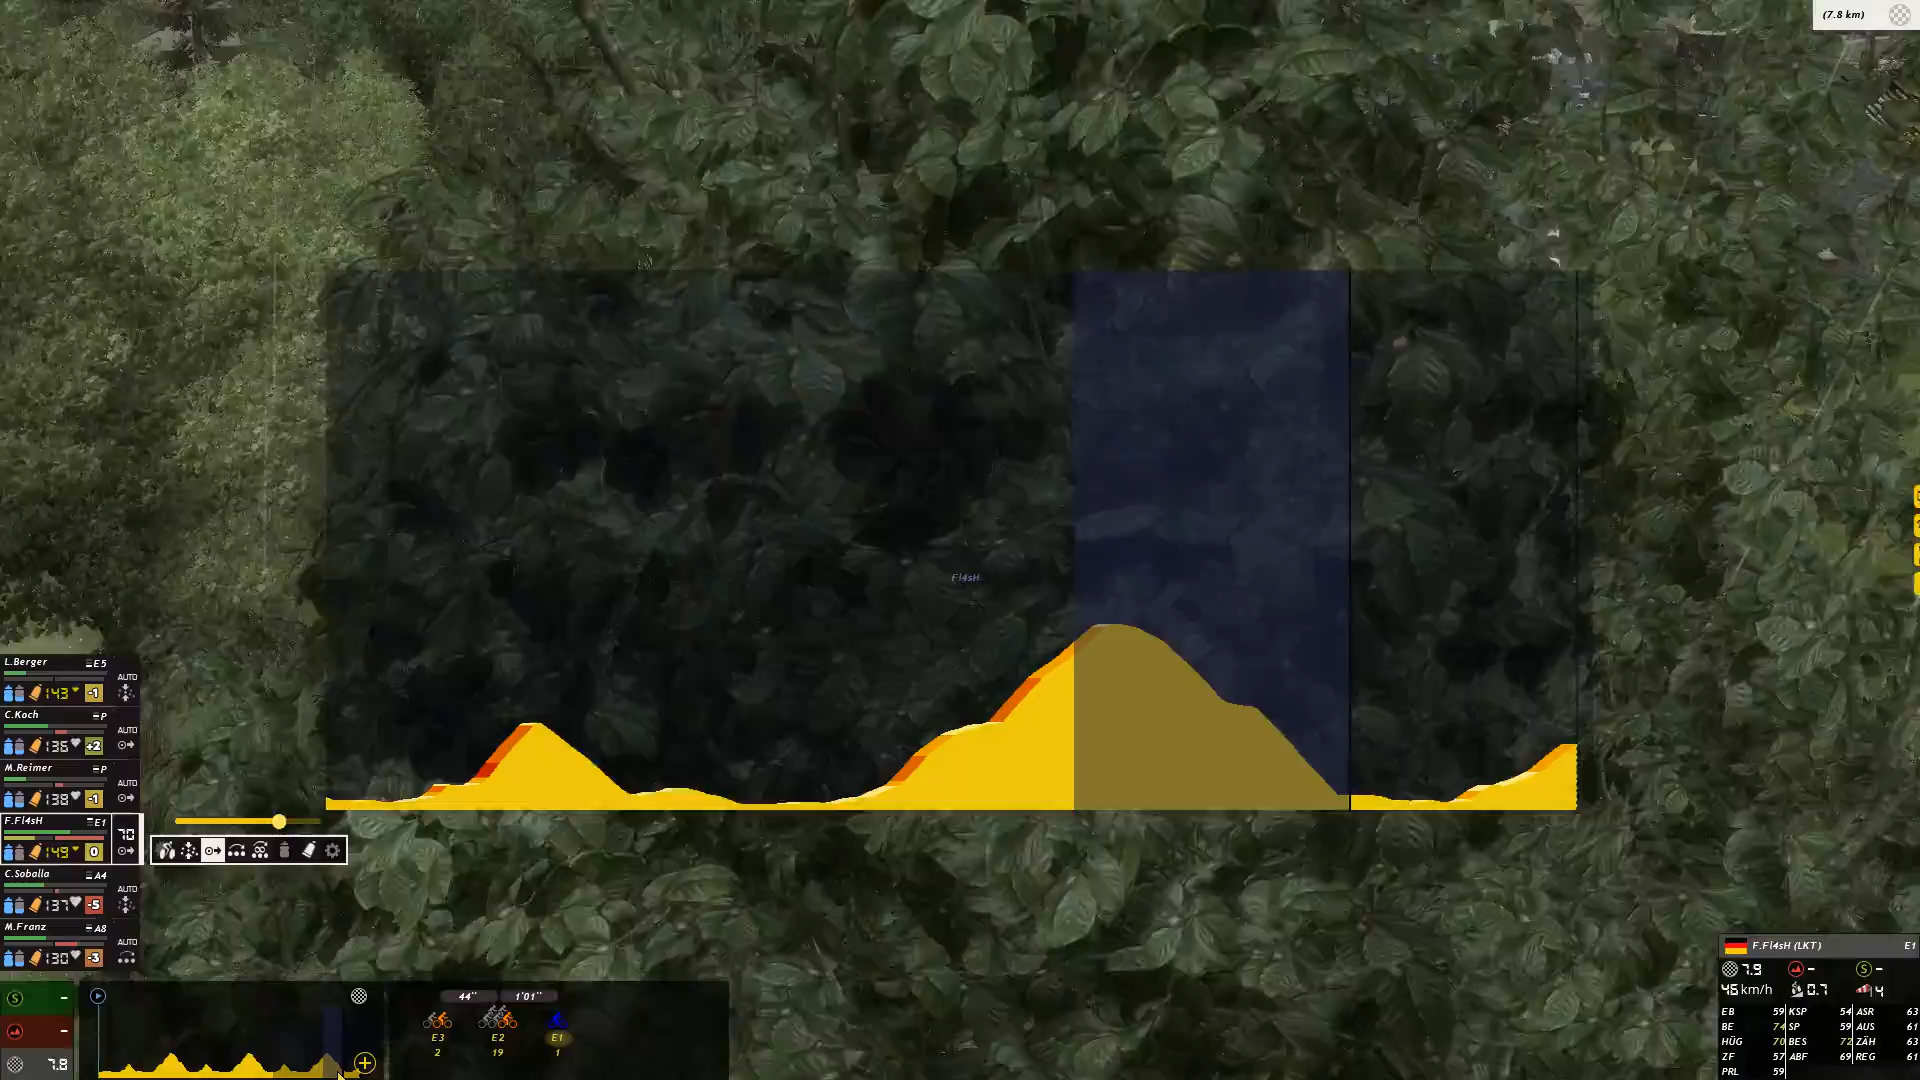 (7.8 km)
Fl4sH
L.Berger E5
AUTO
143 -1
C.Koch P
AUTO
136 +2
M.Reimer P
AUTO
138 -1
F.Fl4sH E1
70
149 0
C.Soballa A4
AUTO
137 -5
M.Franz A8
AUTO
130 -3
S -
-
7.8
44'' 1'01''
E3 E2 E1
2 19 1
F.Fl4sH (LKT) E1
7.9 - S -
46 km/h 0.7 4
EB 59 KSP 54 ASR 63
BE 74 SP 59 AUS 61
HÜG 70 BES 72 ZÄH 63
ZF 57 ABF 69 REG 61
PRL 59